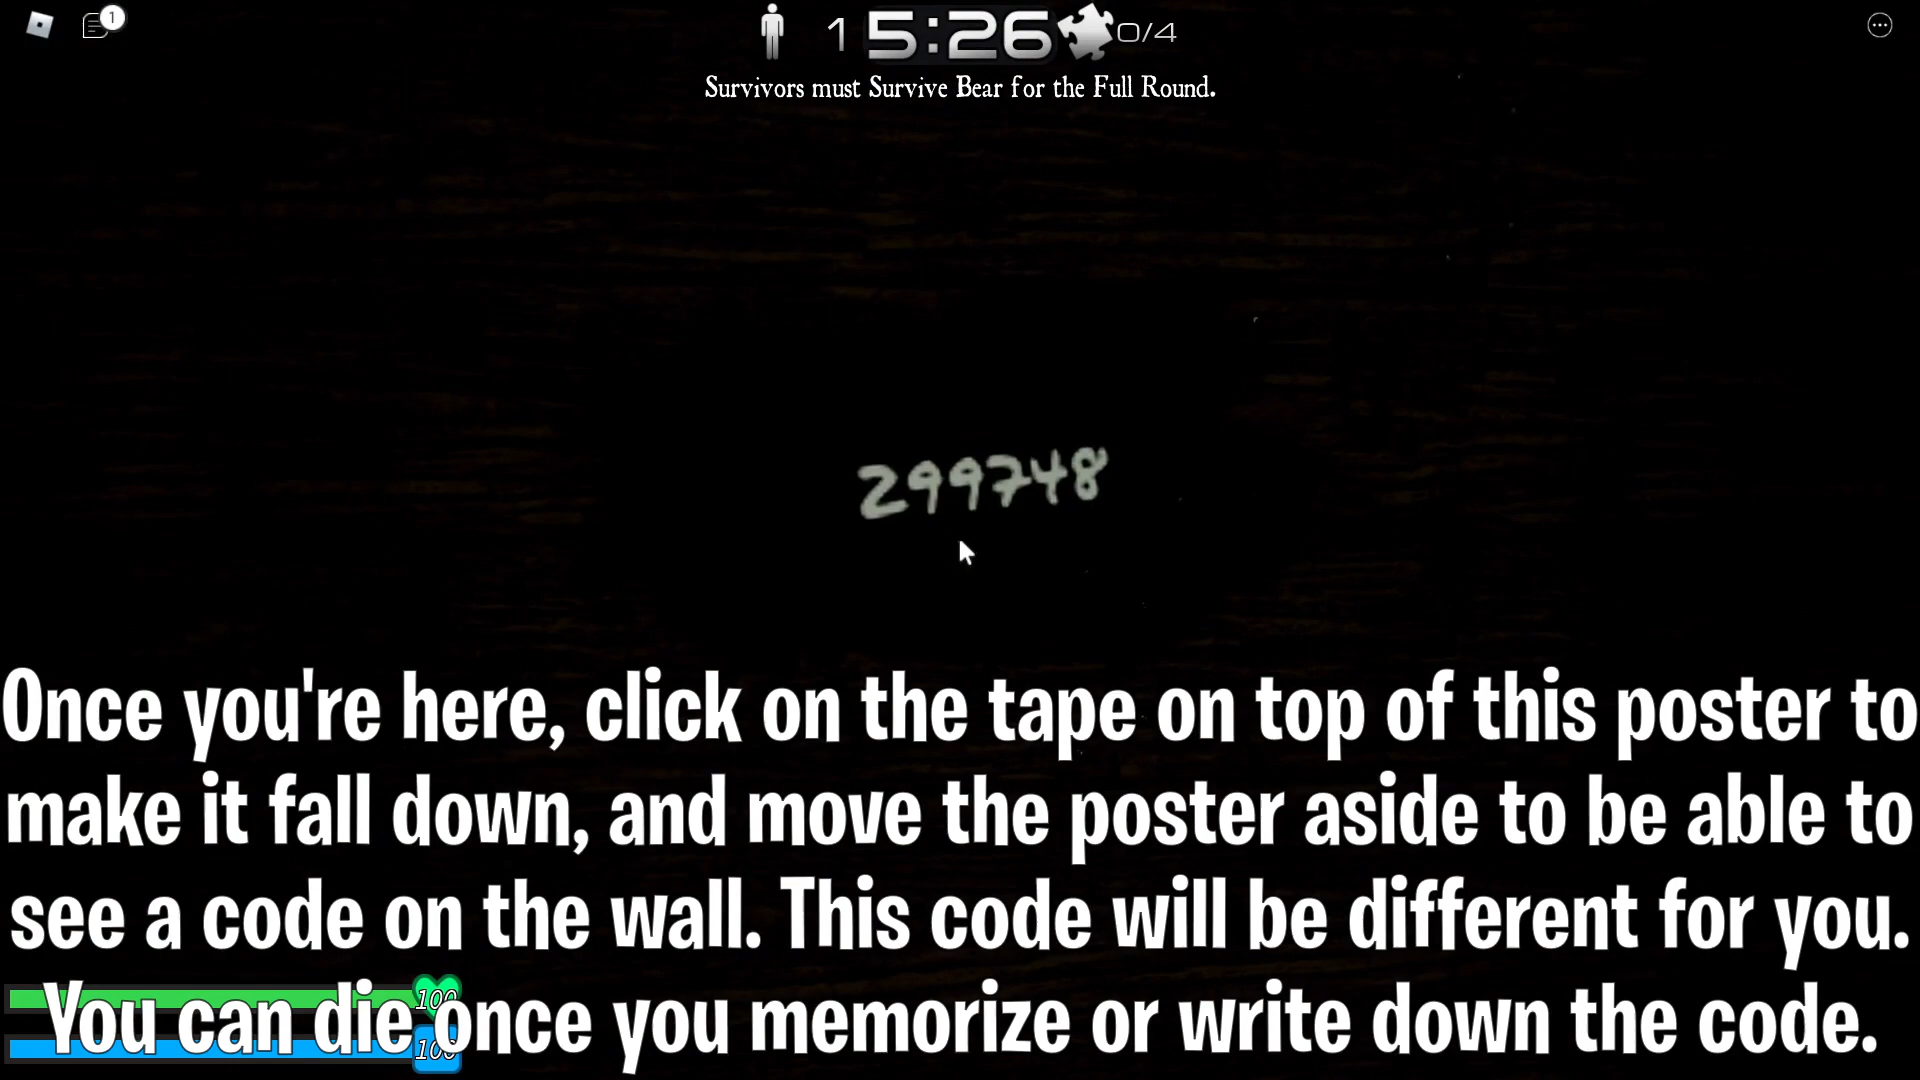 1
1 5:26 0/4
Survivors must Survive Bear for the Full Round.
299748
Once you're here, click on the tape on top of this poster to
make it fall down, and move the poster aside to be able to
see a code on the wall. This code will be different for you.
100
You can die once you memorize or write down the code.
100